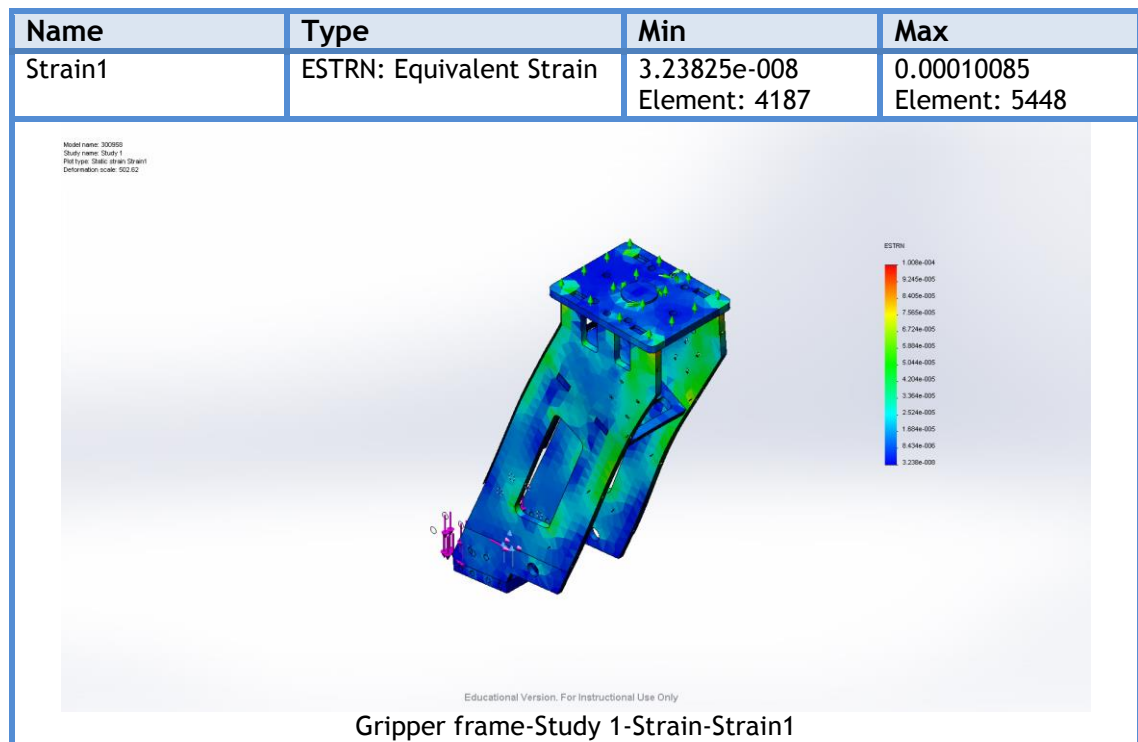 Name Type Min Max
Strain1 ESTRN: Equivalent Strain 3.23825e-008 0.00010085
Element: 4187 Element: 5448
Model name: 300958
Study name: Study 1
Plot type: Static strain Strain1
Deformation scale: 502.62
ESTRN
1.008e-004
9.245e-005
8.405e-005
7.565e-005
6.724e-005
5.884e-005
5.044e-005
4.204e-005
3.364e-005
2.524e-005
1.684e-005
8.434e-006
3.238e-008
Educational Version. For Instructional Use Only
Gripper frame-Study 1-Strain-Strain1